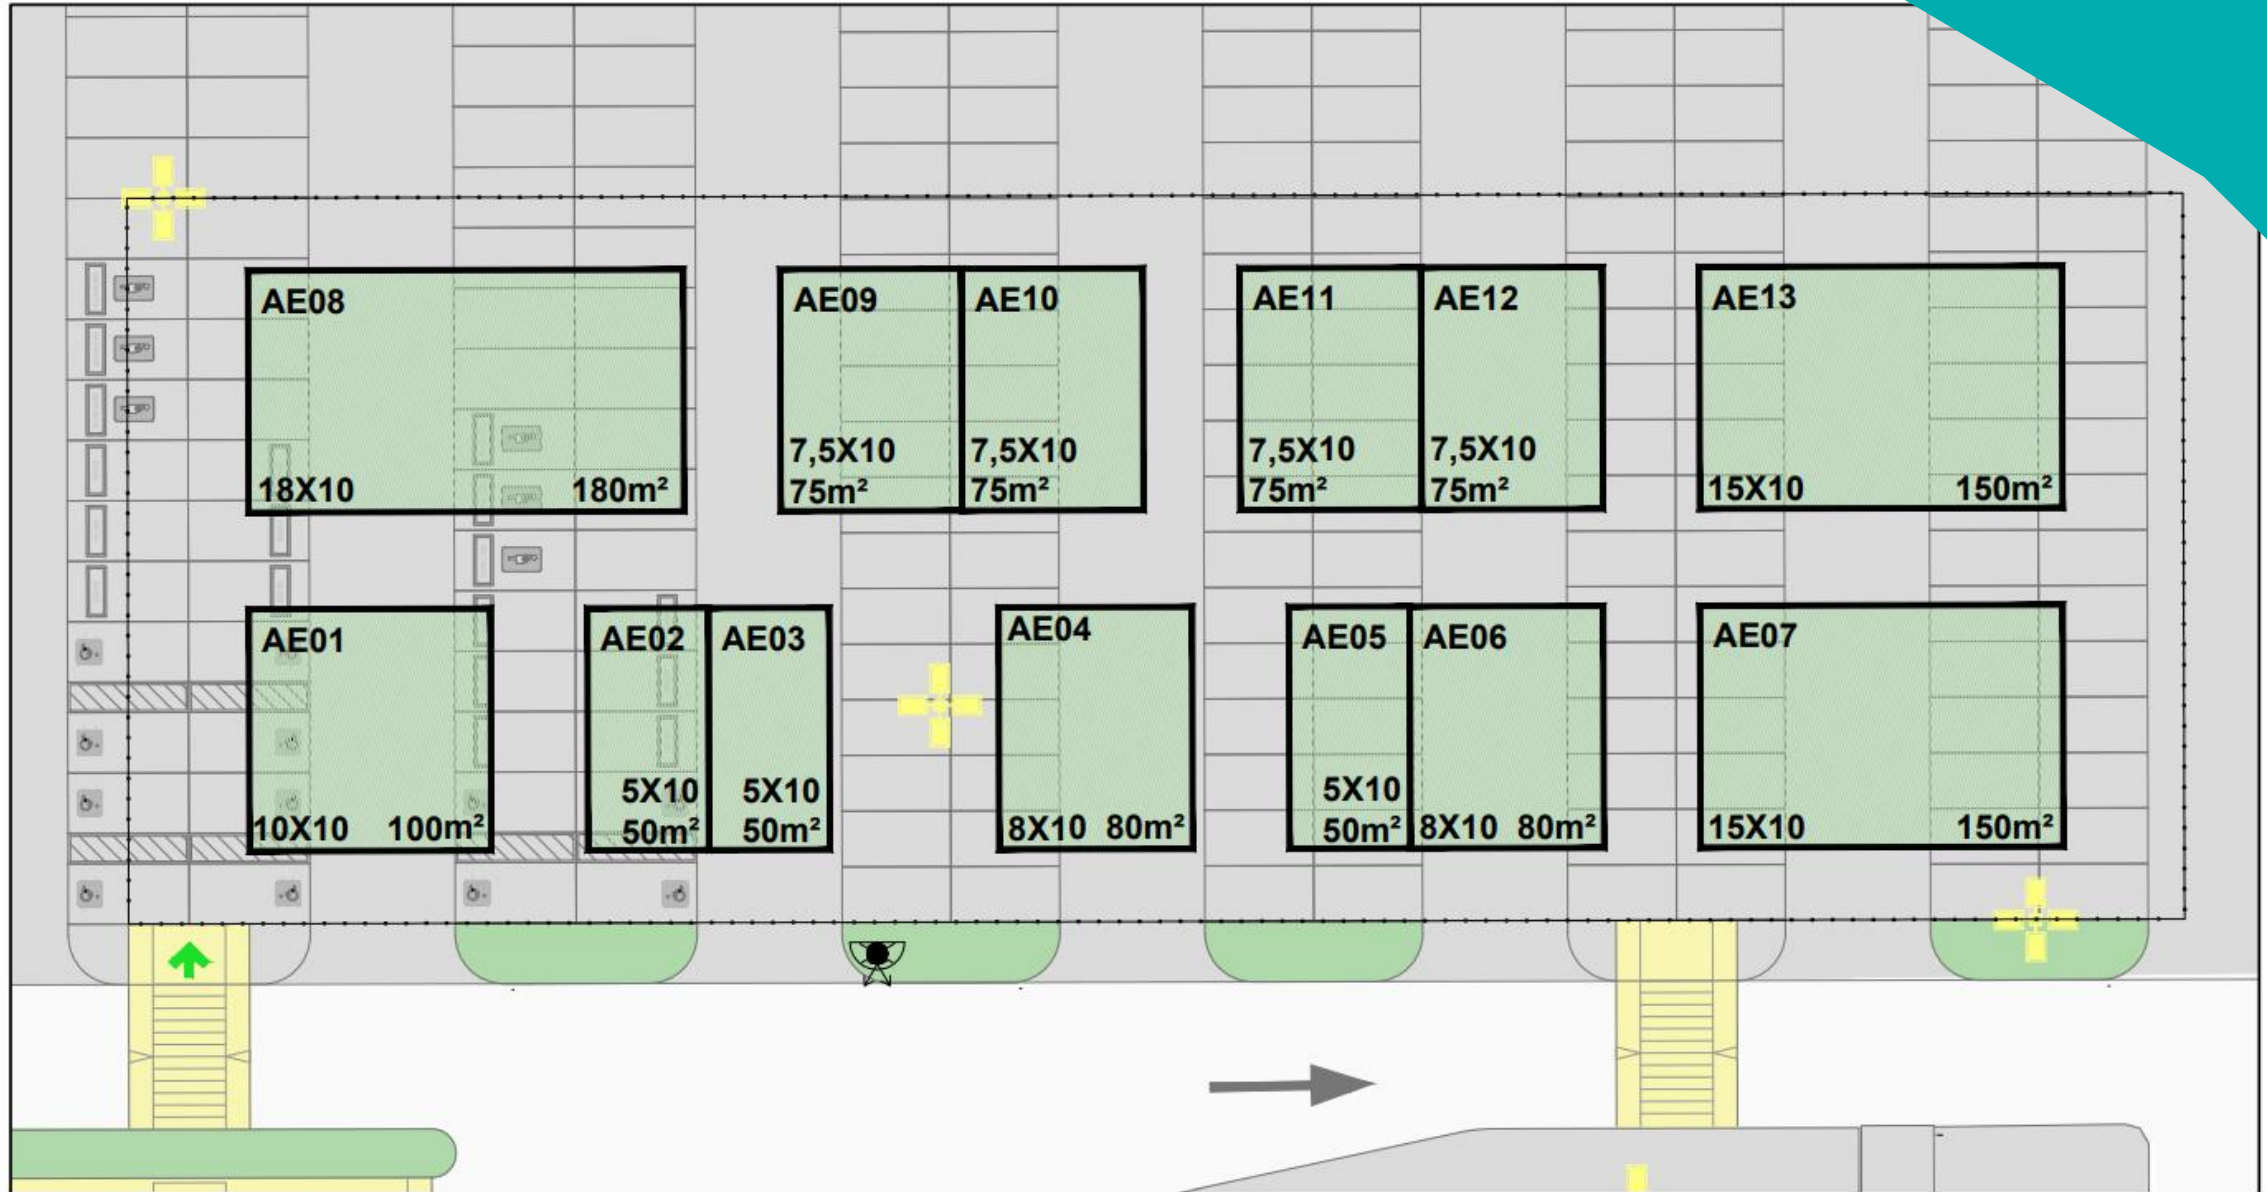 AE08
18X10 180m²
AE09
7,5X10
75m²
AE10
7,5X10
75m²
AE11
7,5X10
75m²
AE12
7,5X10
75m²
AE13
15X10 150m²
AE01
10X10 100m²
AE02
5X10
50m²
AE03
5X10
50m²
AE04
8X10 80m²
AE05
5X10
50m²
AE06
8X10 80m²
AE07
15X10 150m²